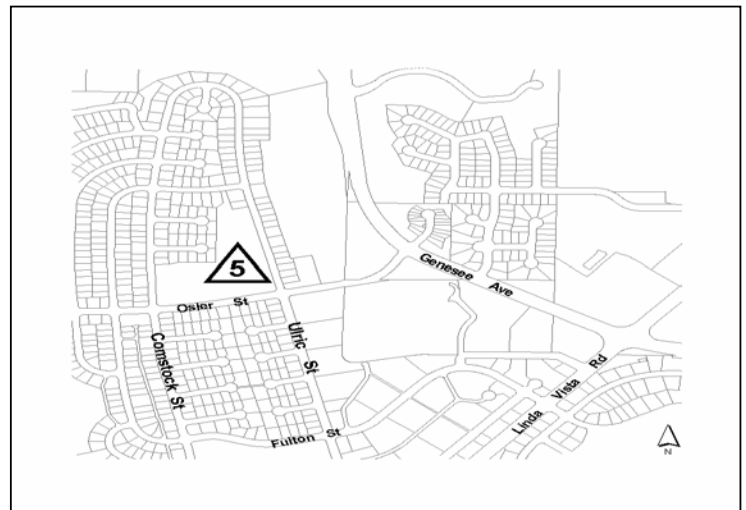 5
Genesee Ave
Osler St
Ulric St
Comstock St
Linda Vista Rd
Fulton St
N